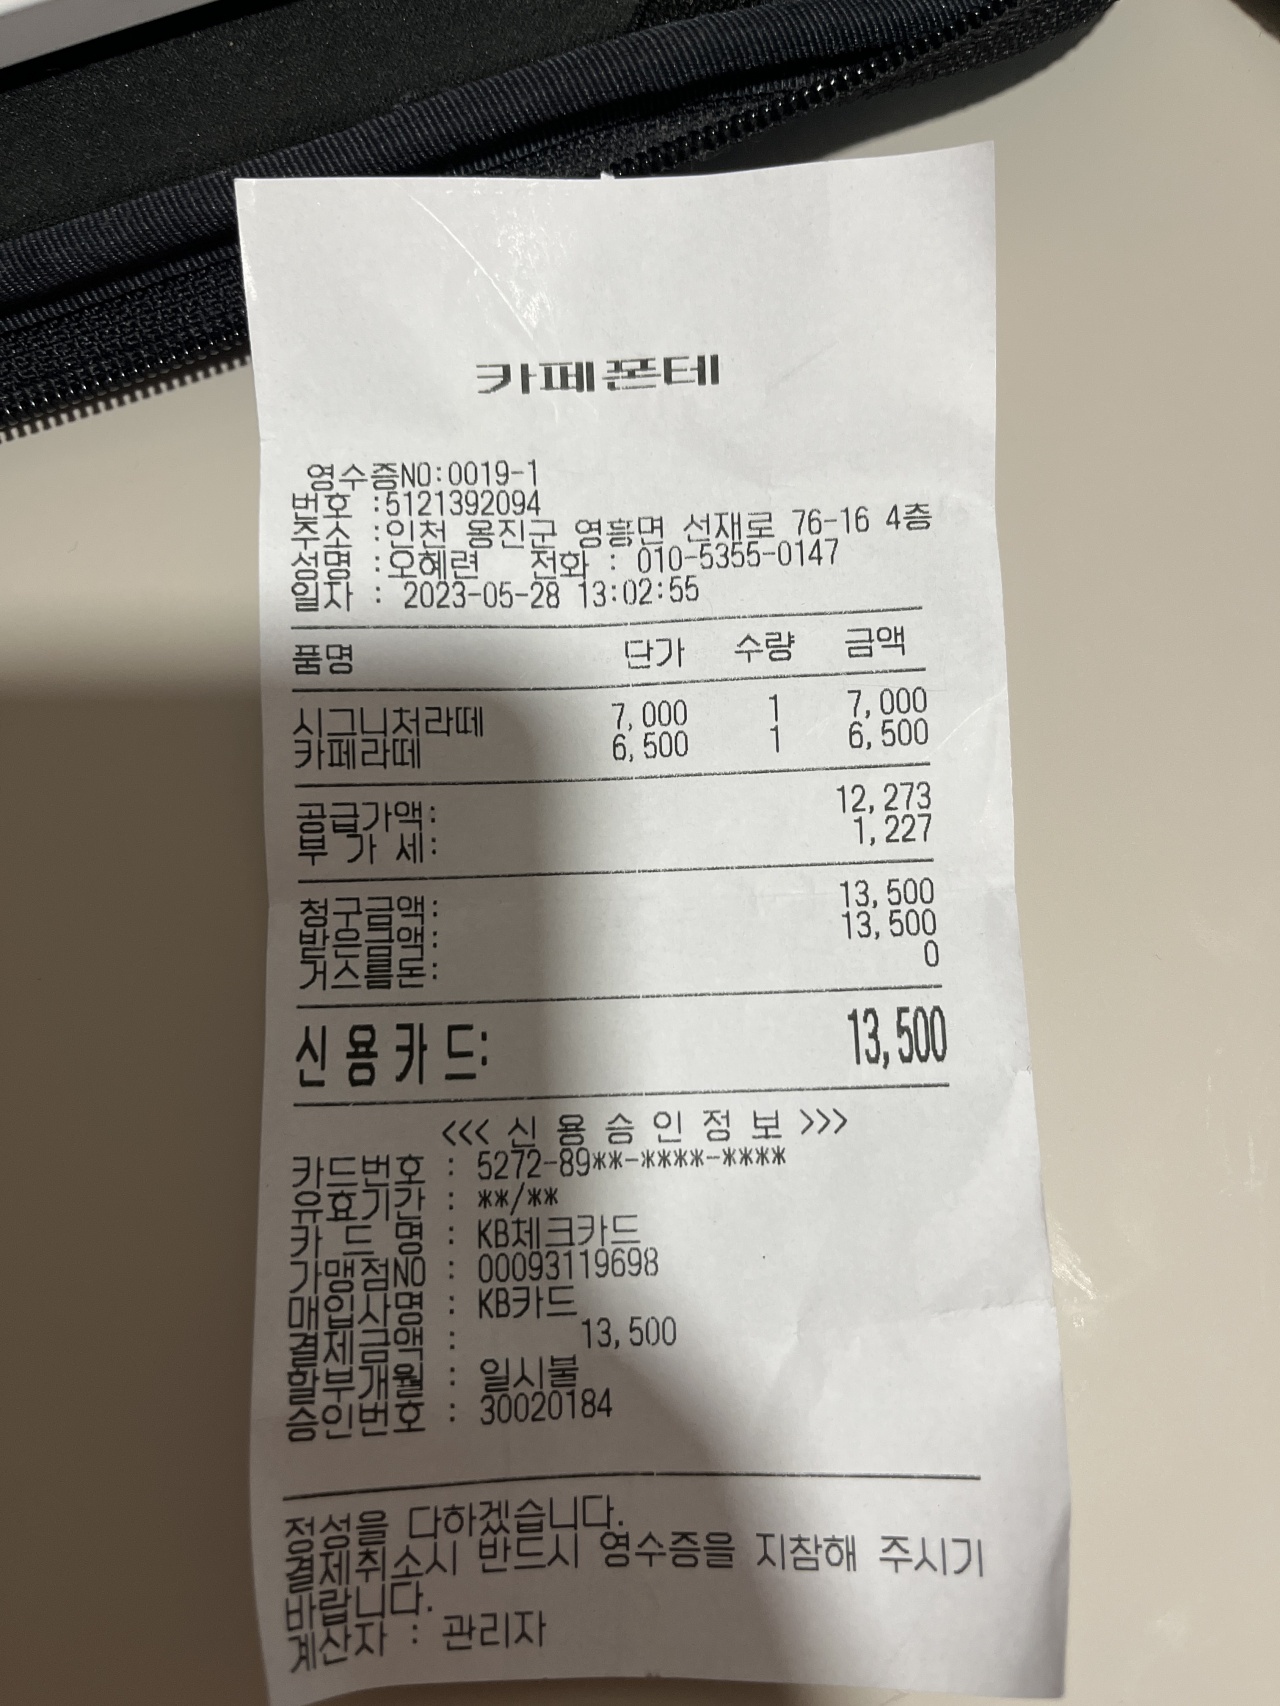 카페폰테
영수증NO:0019-1
번호 :5121392094
주소 :인천 옹진군 영흥면 선재로 76-16 4층
성명 :오혜련 전화 : 010-5355-0147
일자 : 2023-05-28 13:02:55
품명 단가 수량 금액
시그니처라떼 7,000 1 7,000
카페라떼 6,500 1 6,500
공급가액: 12,273
부 가 세: 1,227
청구금액: 13,500
받은금액: 13,500
거스름돈: 0
신용카드: 13,500
<<< 신 용 승 인 정 보 >>>
카드번호 : 5272-89**-****-****
유효기간 : **/**
카 드 명 : KB체크카드
가맹점NO : 00093119698
매입사명 : KB카드
결제금액 : 13,500
할부개월 : 일시불
승인번호 : 30020184
정성을 다하겠습니다.
결제취소시 반드시 영수증을 지참해 주시기
바랍니다.
계산자 : 관리자